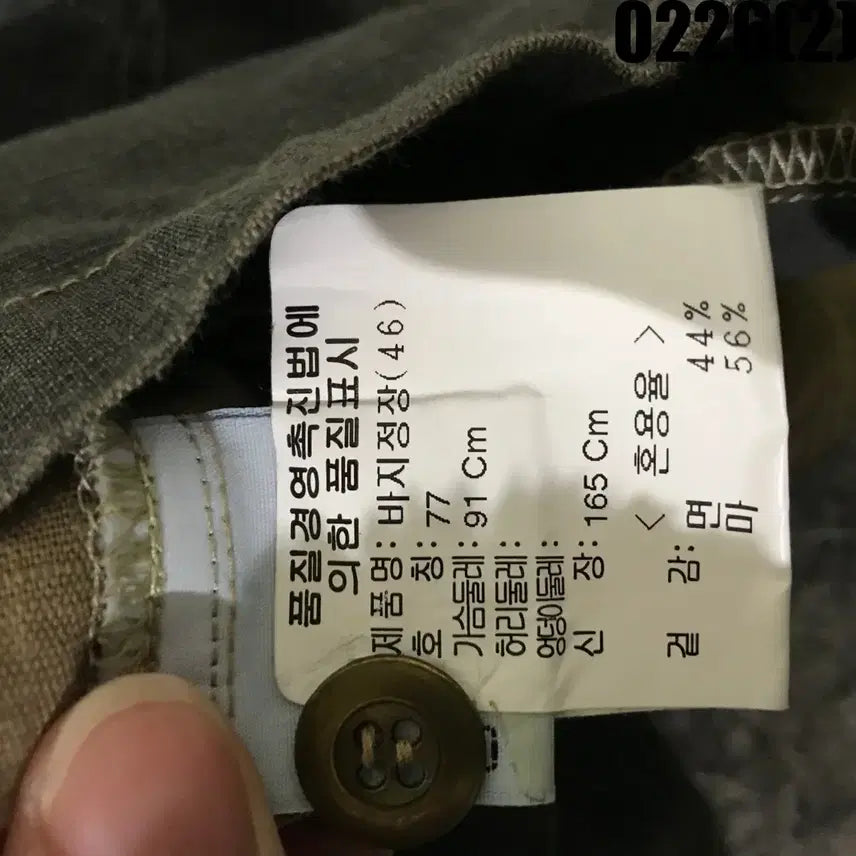 0226(2)
품질경영촉진법에
의한 품질표시
제품명: 바지정장(46)
호 칭: 77
가슴둘레: 91 Cm
허리둘레:
엉덩이둘레:
신 장: 165 Cm
< 혼용율 >
겉 감: 면 44%
마 56%